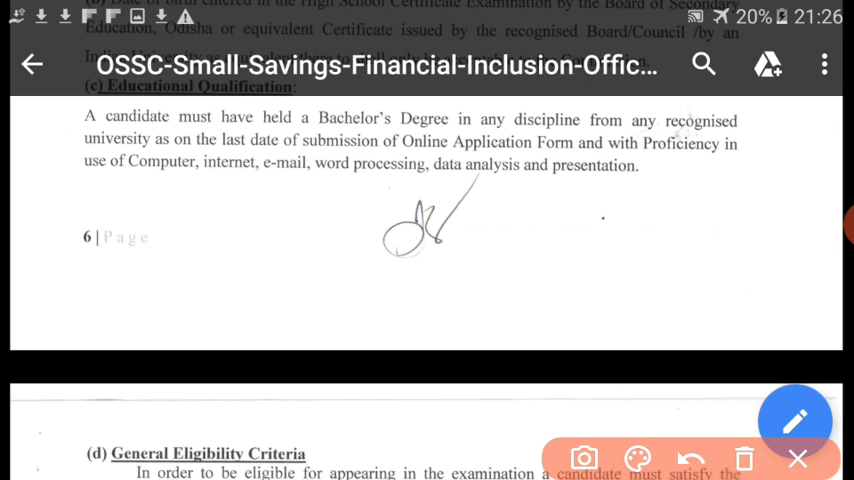 20% 21:26
Education, Odisha or equivalent Certificate issued by the recognised Board/Council /by an
OSSC-Small-Savings-Financial-Inclusion-Offic...
(c) Educational Qualification:
A candidate must have held a Bachelor's Degree in any discipline from any recognised
university as on the last date of submission of Online Application Form and with Proficiency in
use of Computer, internet, e-mail, word processing, data analysis and presentation.
6 | Page
(d) General Eligibility Criteria
In order to be eligible for appearing in the examination a candidate must satisfy the